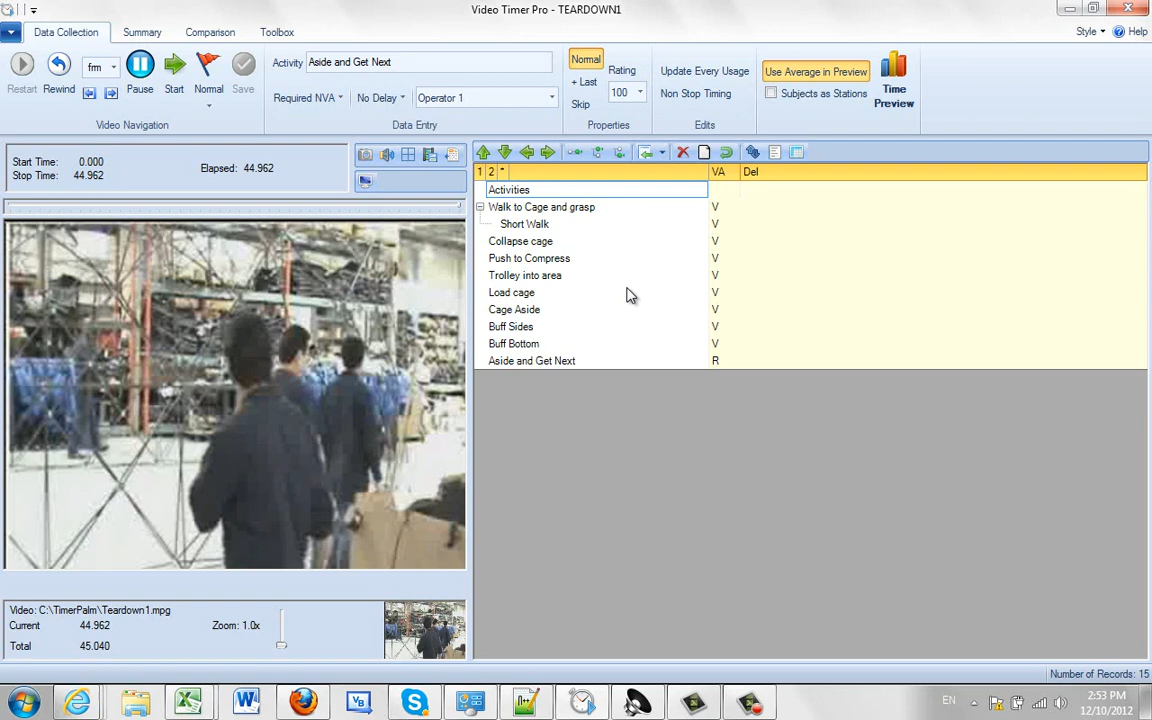 Video Timer Pro - TEARDOWN1
Data Collection Summary Comparison Toolbox Style Help
Restart Rewind frm Pause Start Normal Save
Video Navigation
Activity Aside and Get Next
Required NVA No Delay Operator 1
Data Entry
Normal
+ Last
Skip
Rating
100
Properties
Update Every Usage
Non Stop Timing
Edits
Use Average in Preview
Subjects as Stations
Time
Preview
Start Time: 0.000
Stop Time: 44.962
Elapsed: 44.962
1 2 * VA Del
Activities
Walk to Cage and grasp V
Short Walk V
Collapse cage V
Push to Compress V
Trolley into area V
Load cage V
Cage Aside V
Buff Sides V
Buff Bottom V
Aside and Get Next R
Video: C:\TimerPalm\Teardown1.mpg
Current 44.962 Zoom: 1.0x
Total 45.040
Number of Records: 15
EN
2:53 PM
12/10/2012